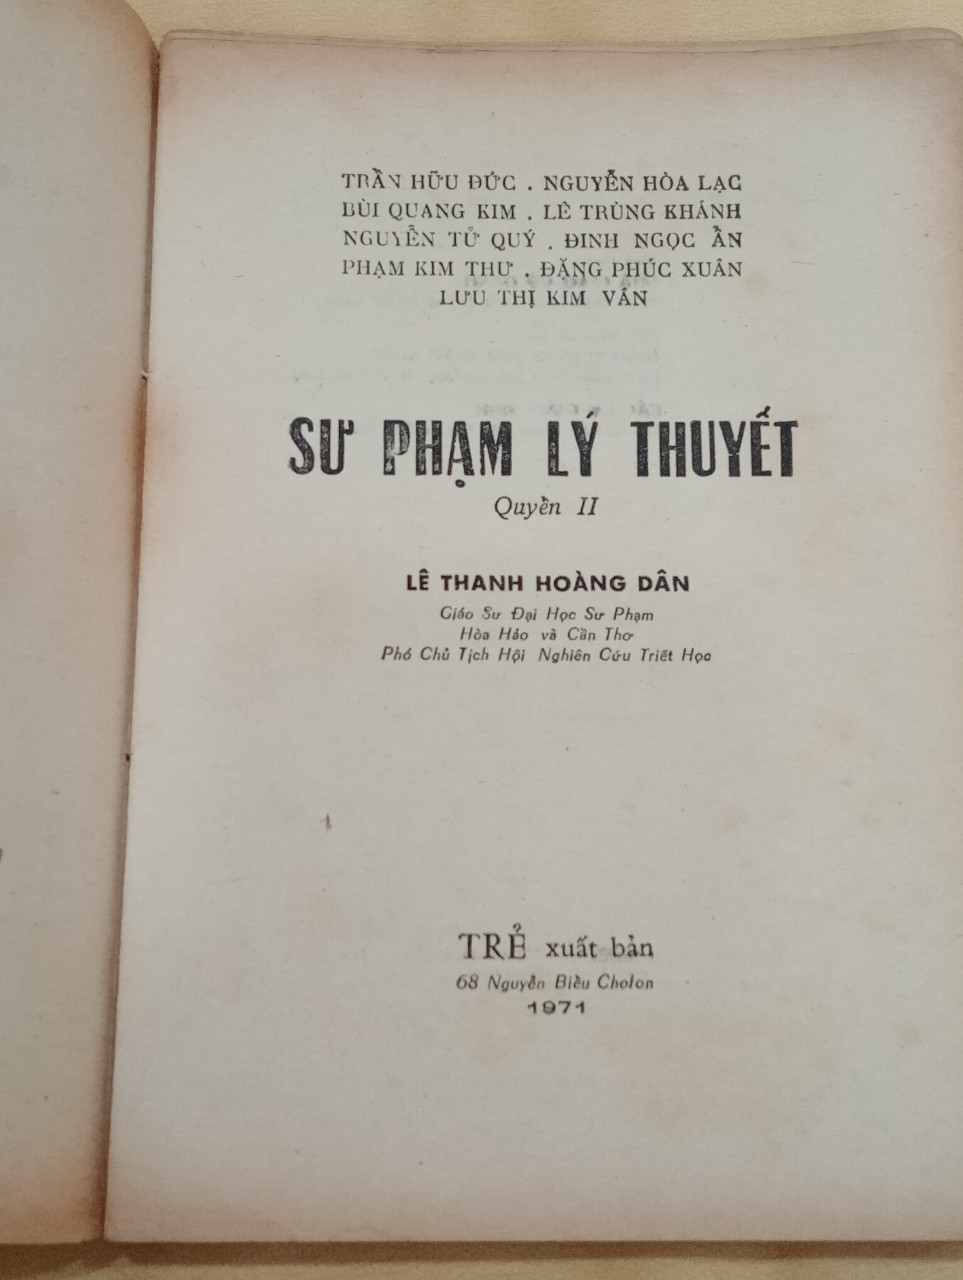 TRẦN HỮU ĐỨC . NGUYỄN HÒA LẠC
BÙI QUANG KIM . LÊ TRÙNG KHÁNH
NGUYỄN TỬ QUÝ . ĐINH NGỌC ẨN
PHẠM KIM THƯ . ĐẶNG PHÚC XUÂN
LƯU THỊ KIM VÂN
SƯ PHẠM LÝ THUYẾT
Quyền II
LÊ THANH HOÀNG DÂN
Giáo Sư Đại Học Sư Phạm
Hòa Hảo và Cần Thơ
Phó Chủ Tịch Hội Nghiên Cứu Triết Học
TRẺ xuất bản
68 Nguyễn Biểu Cholon
1971